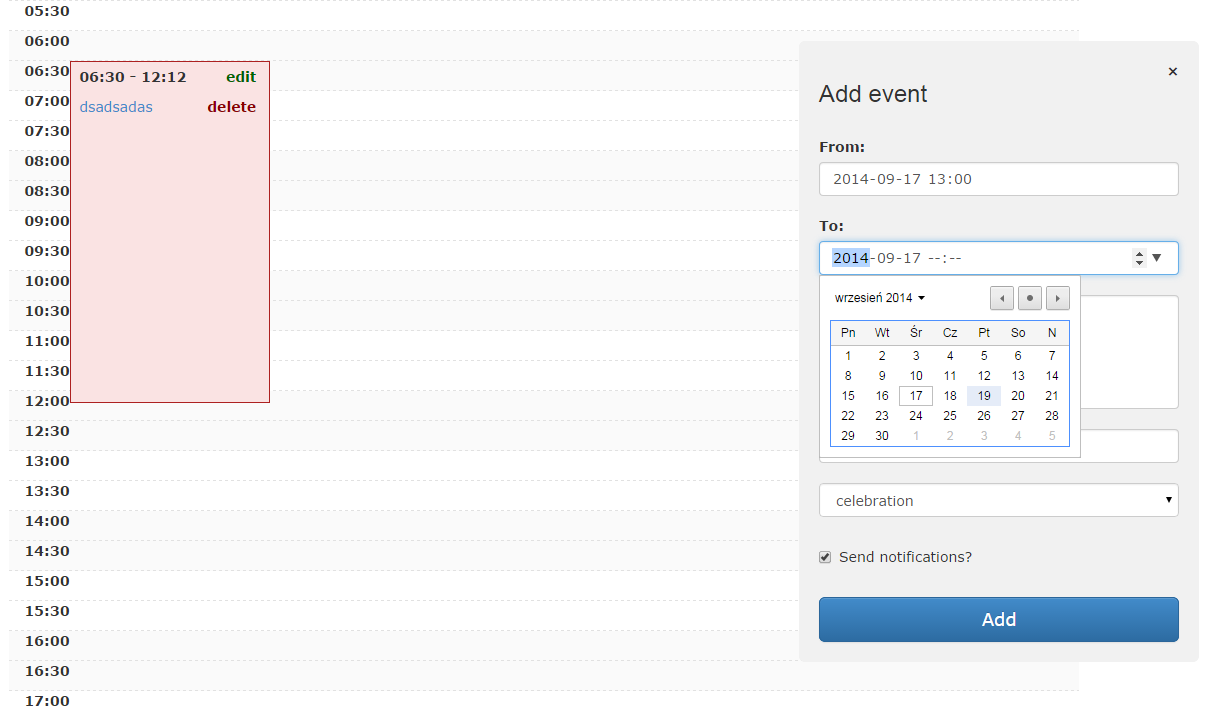 05:30
06:00
06:30
07:00
07:30
08:00
08:30
09:00
09:30
10:00
10:30
11:00
11:30
12:00
12:30
13:00
13:30
14:00
14:30
15:00
15:30
16:00
16:30
17:00
06:30 - 12:12 edit
dsadsadas delete
×
Add event
From:
2014-09-17 13:00
To:
2014-09-17 --:--
wrzesień 2014
Pn Wt Śr Cz Pt So N
1 2 3 4 5 6 7
8 9 10 11 12 13 14
15 16 17 18 19 20 21
22 23 24 25 26 27 28
29 30 1 2 3 4 5
celebration
Send notifications?
Add